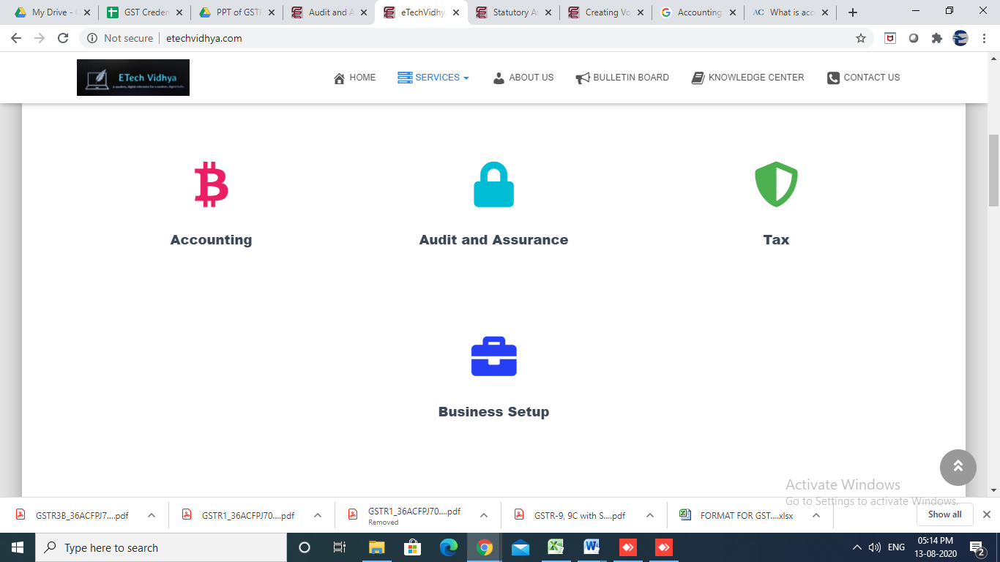 My Drive -
GST Creden
PPT of GST
Audit and A
eTechVidhy
Statutory A
Creating Vo
Accounting
AC What is acc
Not secure
etechvidhya.com
ETech Vidhya
HOME
SERVICES
ABOUT US
BULLETIN BOARD
KNOWLEDGE CENTER
CONTACT US
Accounting
Audit and Assurance
Tax
Business Setup
Activate Windows
Go to Settings to activate Windows.
GSTR3B_36ACFPJ7....pdf
GSTR1_36ACFPJ70....pdf
GSTR1_36ACFPJ70....pdf
Removed
GSTR-9, 9C with S....pdf
FORMAT FOR GST....xlsx
Show all
Type here to search
ENG
05:14 PM
13-08-2020
2